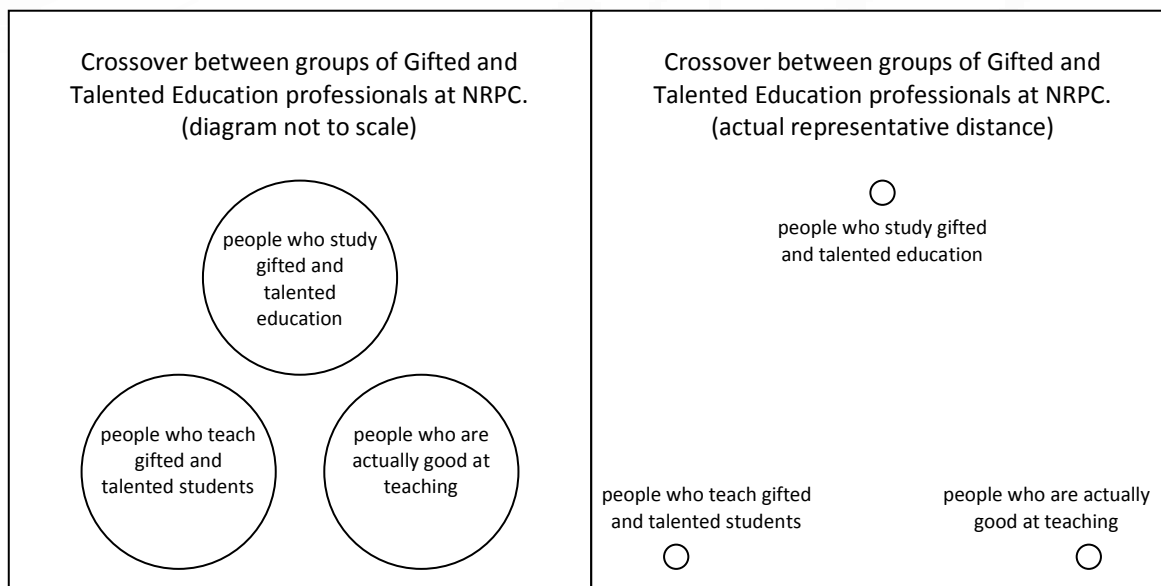 Crossover between groups of Gifted and
Talented Education professionals at NRPC.
(diagram not to scale)
people who study
gifted and
talented
education
people who teach
gifted and
talented students
people who are
actually good at
teaching
Crossover between groups of Gifted and
Talented Education professionals at NRPC.
(actual representative distance)
people who study gifted
and talented education
people who teach gifted
and talented students
people who are actually
good at teaching